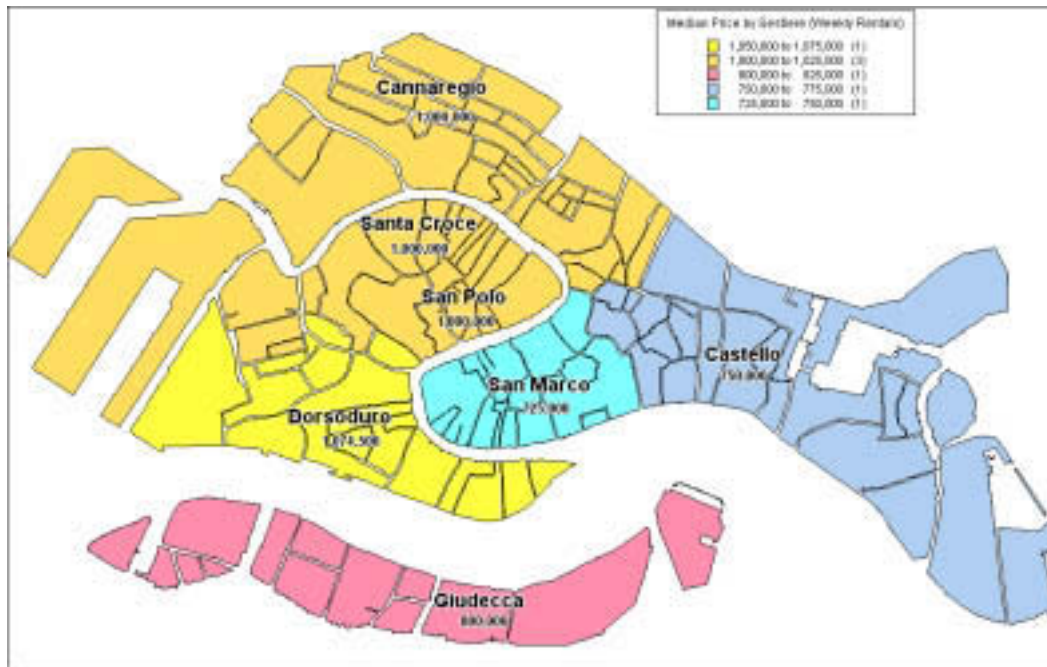 Median Price by Sestiere (Weekly Rentals)
1,050,000 to 1,075,000 (1)
1,000,000 to 1,025,000 (3)
800,000 to 825,000 (1)
750,000 to 775,000 (1)
725,000 to 750,000 (1)
Cannaregio
1,000,000
Santa Croce
1,000,000
San Polo
1,000,000
Castello
750,000
San Marco
725,000
Dorsoduro
1,074,500
Giudecca
800,000